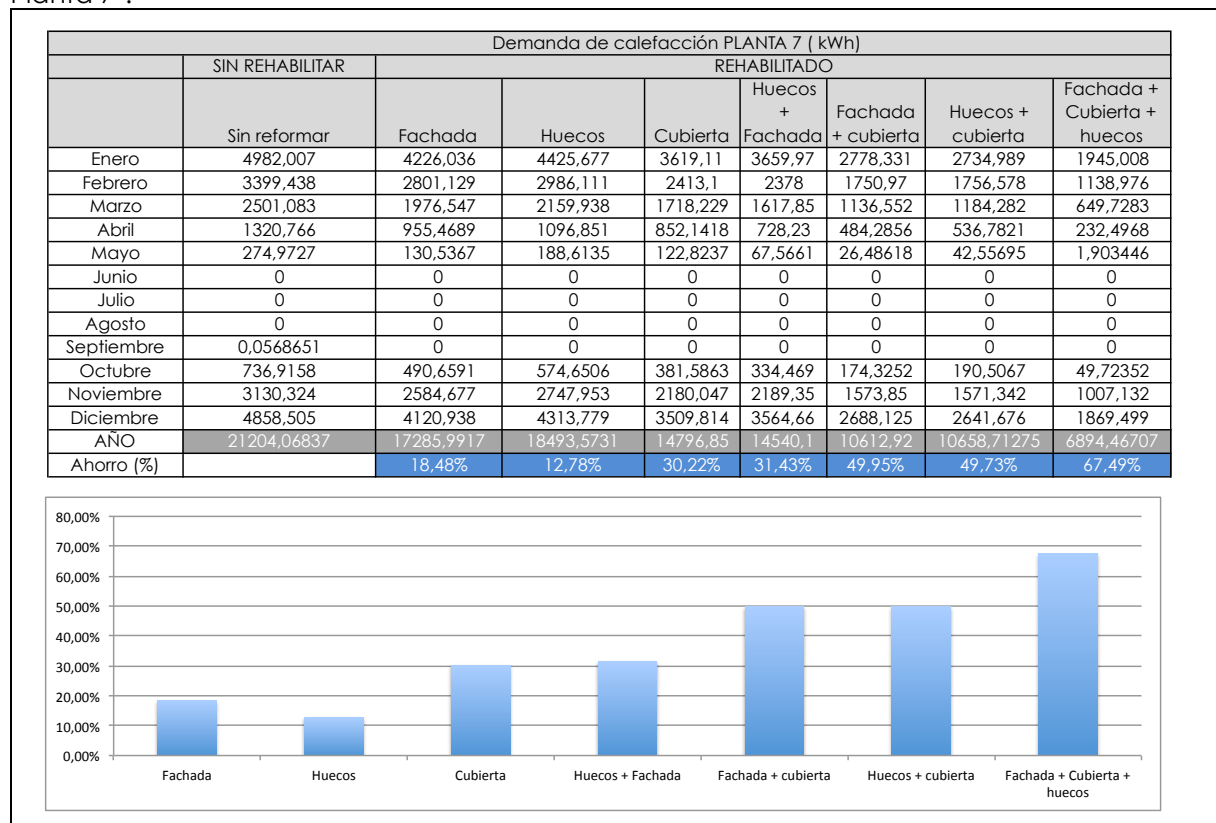 Planta 7ª.
Demanda de calefacción PLANTA 7 ( kWh)
SIN REHABILITAR REHABILITADO
Sin reformar Fachada Huecos Cubierta Huecos + Fachada Fachada + cubierta Huecos + cubierta Fachada + Cubierta + huecos
Enero 4982,007 4226,036 4425,677 3619,11 3659,97 2778,331 2734,989 1945,008
Febrero 3399,438 2801,129 2986,111 2413,1 2378 1750,97 1756,578 1138,976
Marzo 2501,083 1976,547 2159,938 1718,229 1617,85 1136,552 1184,282 649,7283
Abril 1320,766 955,4689 1096,851 852,1418 728,23 484,2856 536,7821 232,4968
Mayo 274,9727 130,5367 188,6135 122,8237 67,5661 26,48618 42,55695 1,903446
Junio 0 0 0 0 0 0 0 0
Julio 0 0 0 0 0 0 0 0
Agosto 0 0 0 0 0 0 0 0
Septiembre 0,0568651 0 0 0 0 0 0 0
Octubre 736,9158 490,6591 574,6506 381,5863 334,469 174,3252 190,5067 49,72352
Noviembre 3130,324 2584,677 2747,953 2180,047 2189,35 1573,85 1571,342 1007,132
Diciembre 4858,505 4120,938 4313,779 3509,814 3564,66 2688,125 2641,676 1869,499
AÑO 21204,06837 17285,9917 18493,5731 14796,85 14540,1 10612,92 10658,71275 6894,46707
Ahorro (%) 18,48% 12,78% 30,22% 31,43% 49,95% 49,73% 67,49%
80,00%
70,00%
60,00%
50,00%
40,00%
30,00%
20,00%
10,00%
0,00%
Fachada Huecos Cubierta Huecos + Fachada Fachada + cubierta Huecos + cubierta Fachada + Cubierta +
huecos